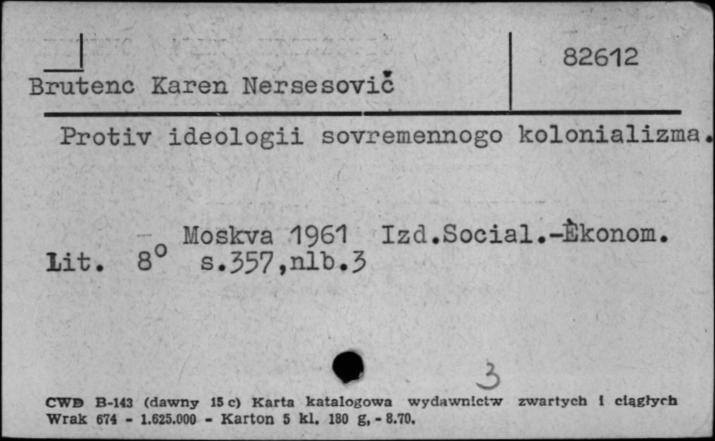 82612
Brutenc Karen Nersesovič
Protiv ideologii sovremennogo kolonializma.
Moskva 1961 Izd.Social.-Èkonom.
Lit. 8° s.357,nlb.3
3
CWD B-143 (dawny 15 c) Karta katalogowa wydawnictw zwartych i ciągłych
Wrak 674 - 1.625.000 - Karton 5 kl. 180 g, - 8.70.